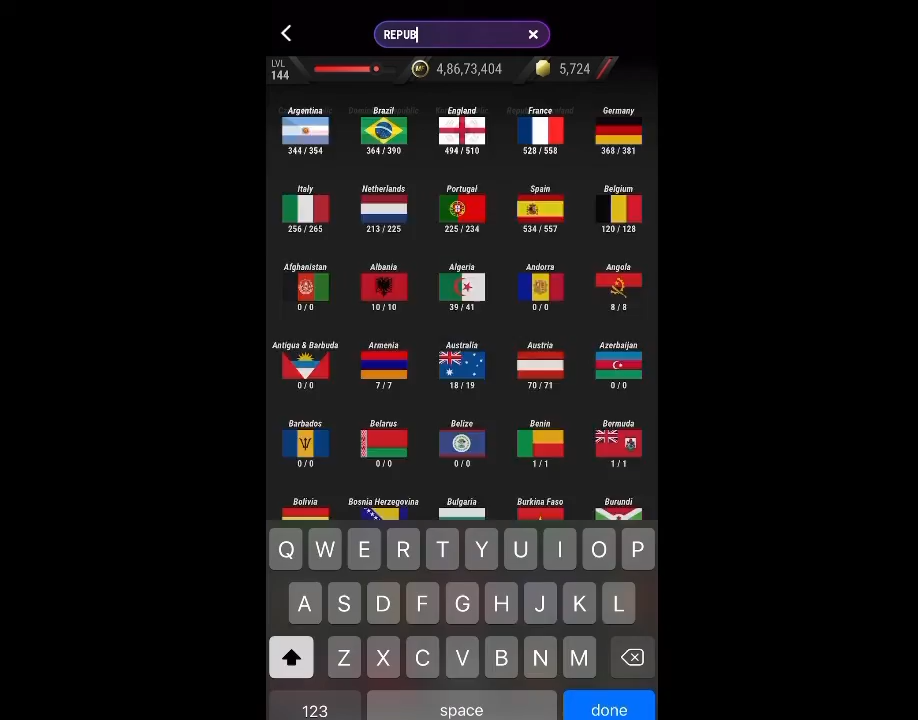 REPUB
LVL
144
4,86,73,404
5,724
Argentina Brazil England France Germany
344 / 354 364 / 390 494 / 510 528 / 558 368 / 381
Italy Netherlands Portugal Spain Belgium
256 / 265 213 / 225 225 / 234 534 / 557 120 / 128
Afghanistan Albania Algeria Andorra Angola
0 / 0 10 / 10 39 / 41 0 / 0 8 / 8
Antigua & Barbuda Armenia Australia Austria Azerbaijan
0 / 0 7 / 7 18 / 19 70 / 71 0 / 0
Barbados Belarus Belize Benin Bermuda
0 / 0 0 / 0 0 / 0 1 / 1 1 / 1
Bolivia Bosnia Herzegovina Bulgaria Burkina Faso Burundi
Q W E R T Y U I O P
A S D F G H J K L
Z X C V B N M
123 space done